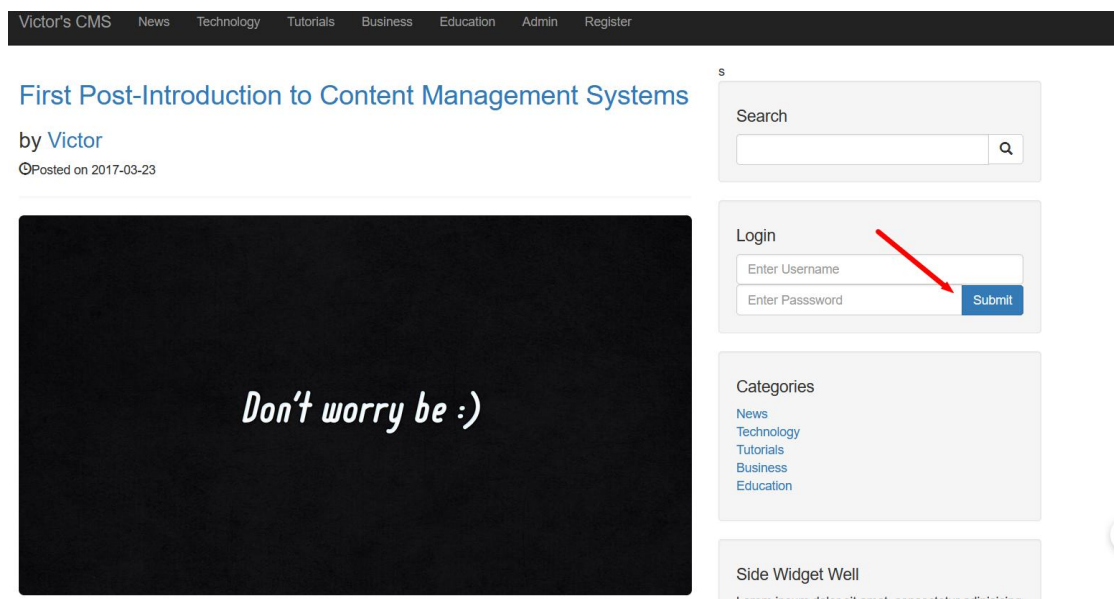 Victor's CMS News Technology Tutorials Business Education Admin Register
First Post-Introduction to Content Management Systems
by Victor
Posted on 2017-03-23
Don't worry be :)
s
Search
Login
Enter Username
Enter Passsword Submit
Categories
News
Technology
Tutorials
Business
Education
Side Widget Well